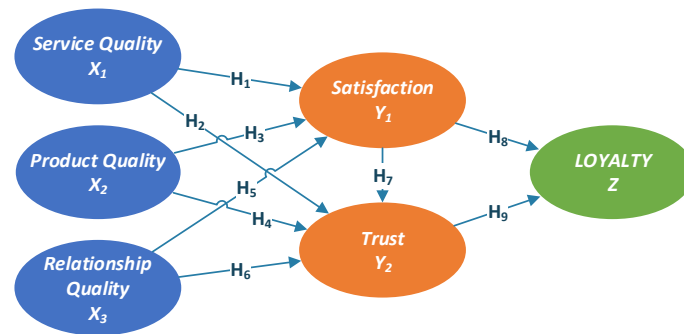 Service Quality
X₁
H₁
Satisfaction
Y₁
H₂
H₃
H₈
Product Quality
X₂
H₅
H₇
LOYALTY
Z
H₄
H₉
Relationship
Quality
X₃
H₆
Trust
Y₂